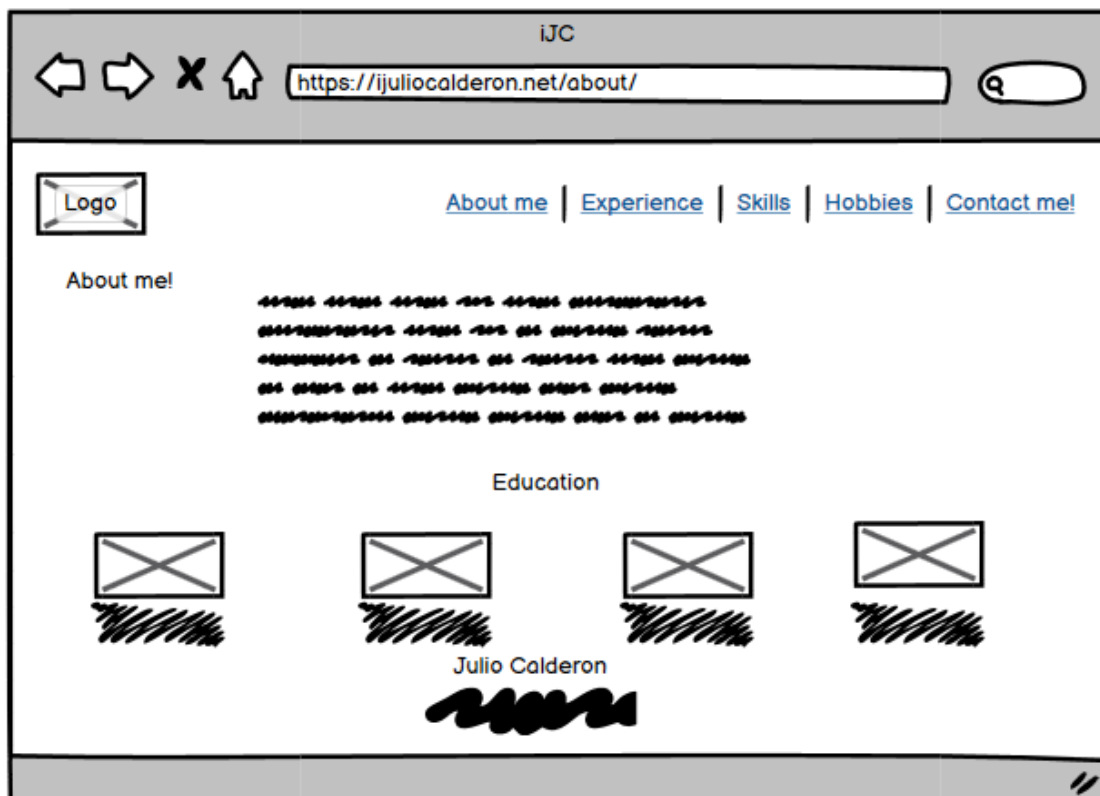 iJC
https://ijuliocalderon.net/about/
Logo
About me | Experience | Skills | Hobbies | Contact me!
About me!
Education
Julio Calderon